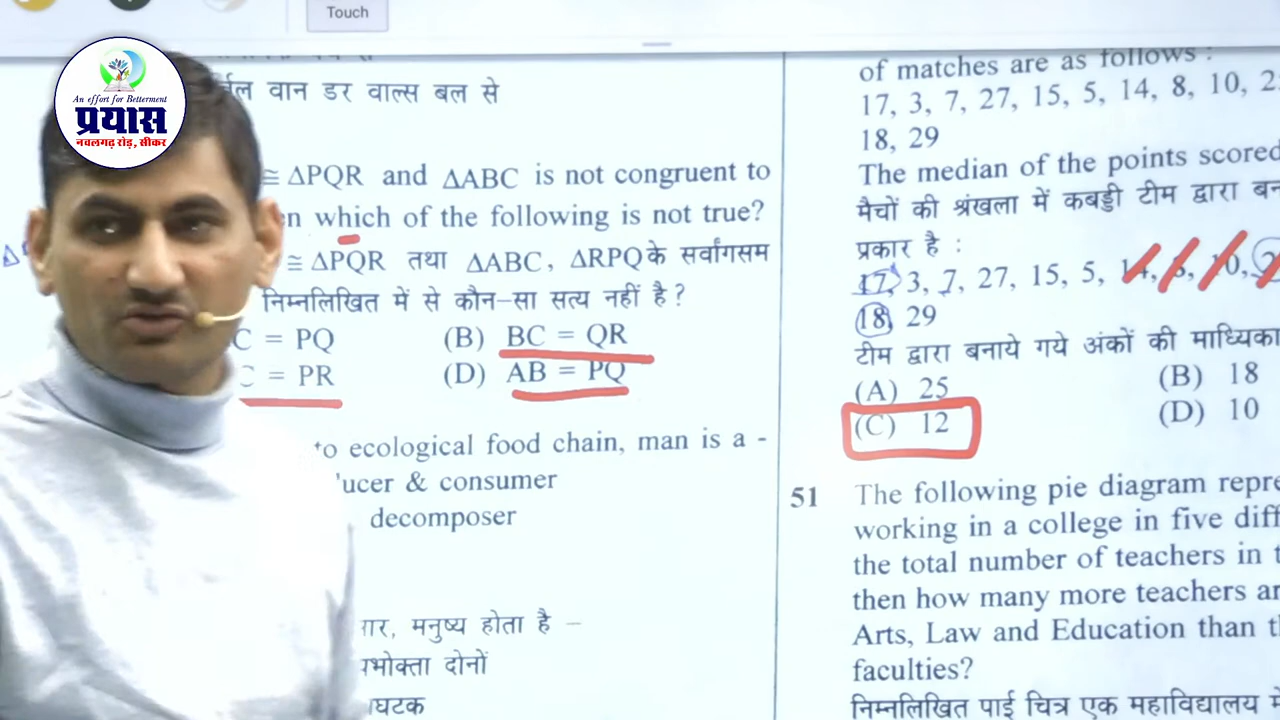 Touch
An effort for Betterment
प्रयास
नवलगढ़ रोड़, सीकर
वान डर वाल्स बल से
≅ ΔPQR and ΔABC is not congruent to
which of the following is not true?
≅ ΔPQR तथा ΔABC, ΔRPQके सर्वांगसम
निम्नलिखित में से कौन-सा सत्य नहीं है ?
= PQ
(B) BC = QR
= PR
(D) AB = PQ
to ecological food chain, man is a -
& consumer
decomposer
मनुष्य होता है –
दोनों
of matches are as follows :
17, 3, 7, 27, 15, 5, 14, 8, 10,
18, 29
The median of the points scored
मैचों की श्रंखला में कबड्डी टीम द्वारा
प्रकार है :
17, 3, 7, 27, 15, 5,
18, 29
टीम द्वारा बनाये गये अंकों की माध्यिका
(A) 25
(B) 18
(C) 12
(D) 10
51 The following pie diagram
working in a college in five
the total number of teachers in
then how many more teachers
Arts, Law and Education than
faculties?
निम्नलिखित पाई चित्र एक महाविद्यालय में